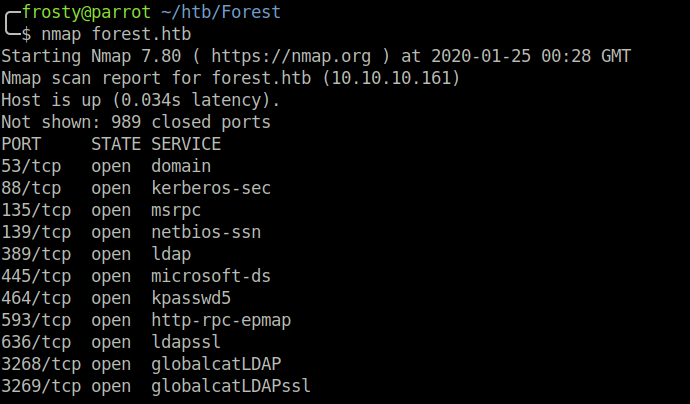 frosty@parrot ~/htb/Forest
$ nmap forest.htb
Starting Nmap 7.80 ( https://nmap.org ) at 2020-01-25 00:28 GMT
Nmap scan report for forest.htb (10.10.10.161)
Host is up (0.034s latency).
Not shown: 989 closed ports
PORT     STATE SERVICE
53/tcp   open  domain
88/tcp   open  kerberos-sec
135/tcp  open  msrpc
139/tcp  open  netbios-ssn
389/tcp  open  ldap
445/tcp  open  microsoft-ds
464/tcp  open  kpasswd5
593/tcp  open  http-rpc-epmap
636/tcp  open  ldapssl
3268/tcp open  globalcatLDAP
3269/tcp open  globalcatLDAPssl